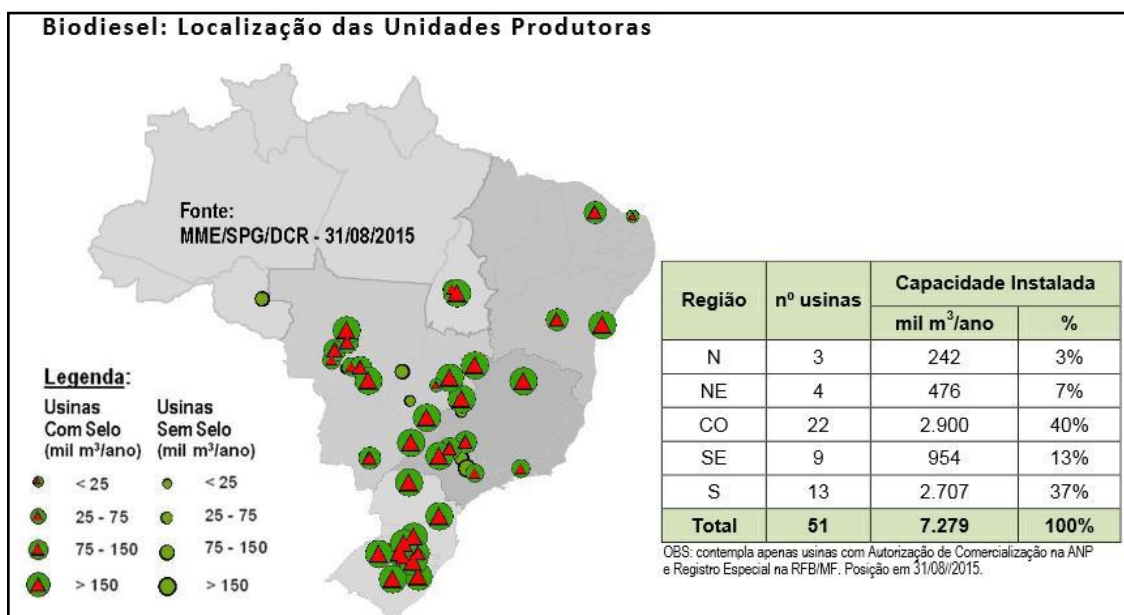 Biodiesel: Localização das Unidades Produtoras
Fonte:
MME/SPG/DCR - 31/08/2015
Legenda:
Usinas Com Selo (mil m³/ano)
Usinas Sem Selo (mil m³/ano)
< 25 < 25
25 - 75 25 - 75
75 - 150 75 - 150
> 150 > 150
Região nº usinas Capacidade Instalada
mil m³/ano %
N 3 242 3%
NE 4 476 7%
CO 22 2.900 40%
SE 9 954 13%
S 13 2.707 37%
Total 51 7.279 100%
OBS: contempla apenas usinas com Autorização de Comercialização na ANP
e Registro Especial na RFB/MF. Posição em 31/08//2015.